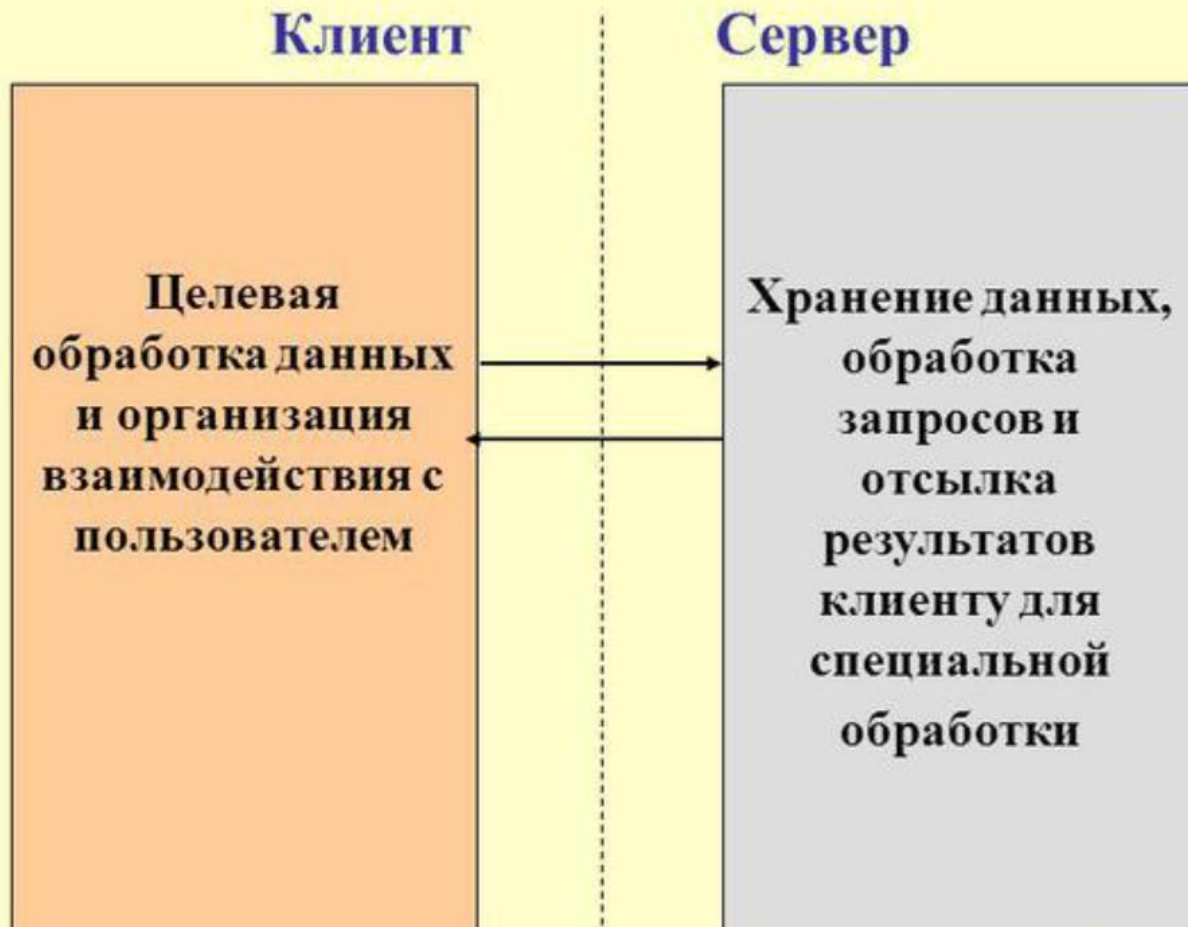 Клиент
Сервер
Целевая
обработка данных
и организация
взаимодействия с
пользователем
Хранение данных,
обработка
запросов и
отсылка
результатов
клиенту для
специальной
обработки